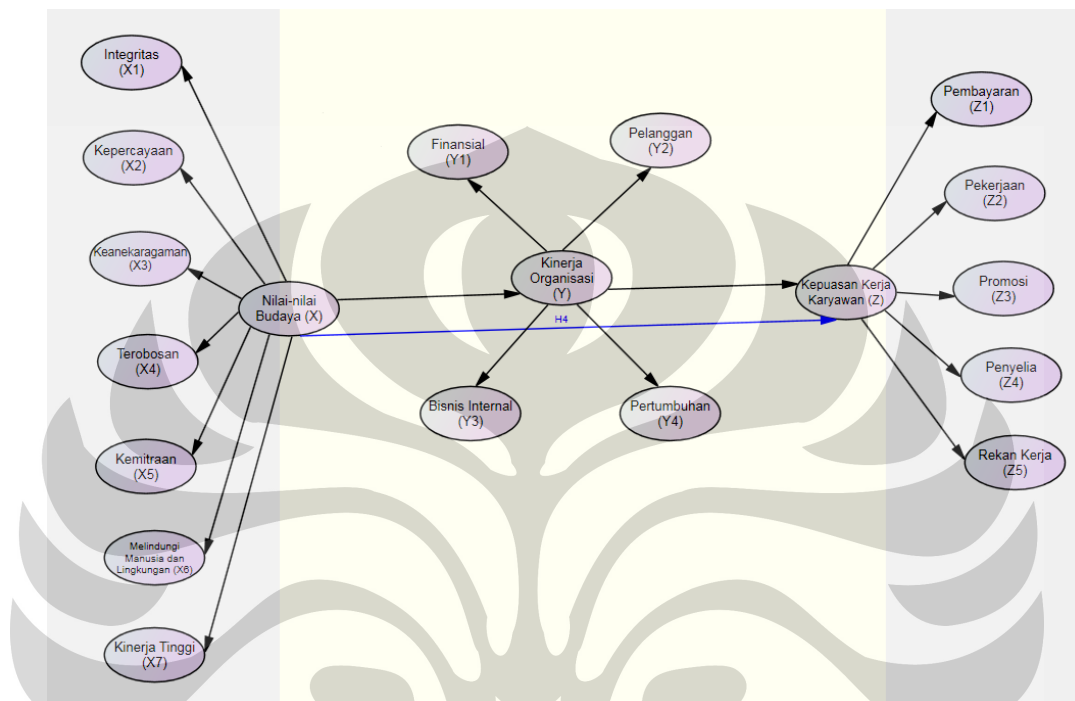 Integritas
(X1)
Kepercayaan
(X2)
Keanekaragaman
(X3)
Nilai-nilai
Budaya (X)
Terobosan
(X4)
Kemitraan
(X5)
Melindungi
Manusia dan
Lingkungan (X6)
Kinerja Tinggi
(X7)
Finansial
(Y1)
Pelanggan
(Y2)
Kinerja
Organisasi
(Y)
H4
Bisnis Internal
(Y3)
Pertumbuhan
(Y4)
Kepuasan Kerja
Karyawan (Z)
Pembayaran
(Z1)
Pekerjaan
(Z2)
Promosi
(Z3)
Penyelia
(Z4)
Rekan Kerja
(Z5)